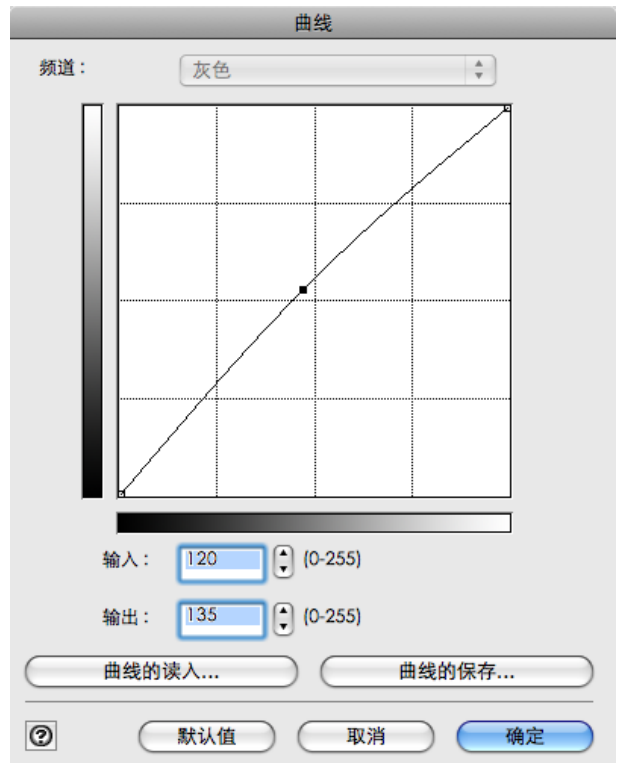 曲线
频道： 灰色
输入： 120 (0-255)
输出： 135 (0-255)
曲线的读入... 曲线的保存...
? 默认值 取消 确定